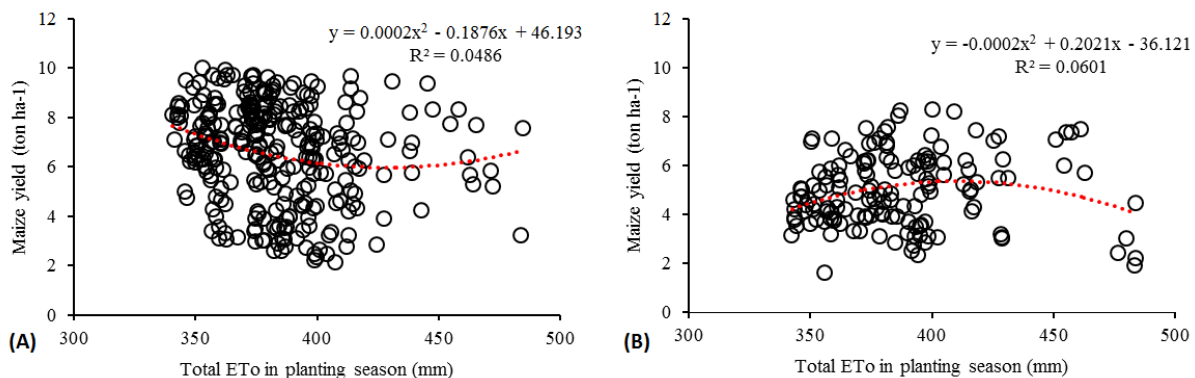 12
10
8
6
4
2
0
Maize yield (ton ha-1)
y = 0.0002x² - 0.1876x + 46.193
R² = 0.0486
300
350
400
450
500
(A)
Total ETo in planting season (mm)
12
10
8
6
4
2
0
Maize yield (ton ha-1)
y = -0.0002x² + 0.2021x - 36.121
R² = 0.0601
300
350
400
450
500
(B)
Total ETo in planting season (mm)